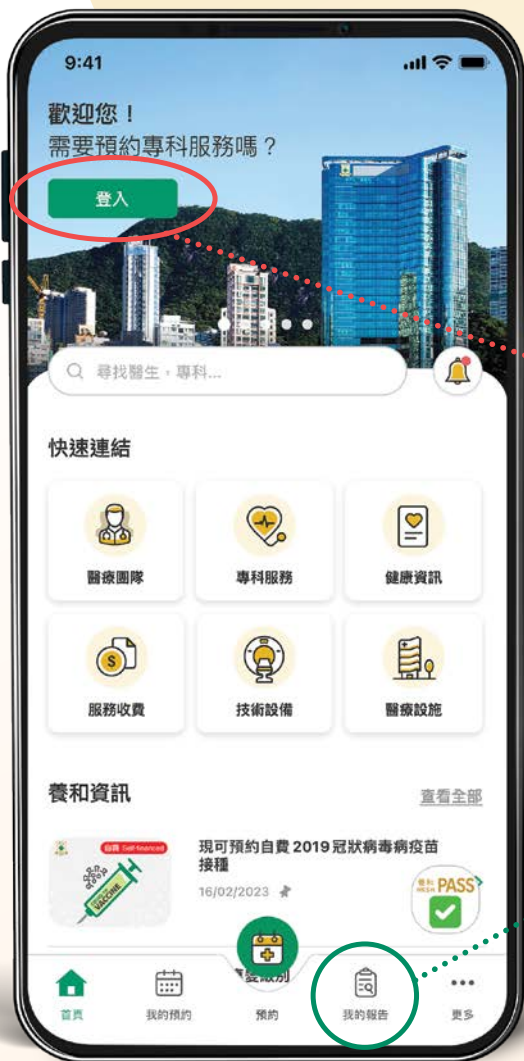 9:41
歡迎您！
需要預約專科服務嗎？
登入
尋找醫生，專科...
快速連結
醫療團隊
專科服務
健康資訊
服務收費
技術設備
醫療設施
養和資訊
查看全部
自費 Self-financed
VACCINE
現可預約自費 2019 冠狀病毒病疫苗
接種
16/02/2023
養和 PASS
HKSH
首頁
我的預約
預約
我的報告
更多